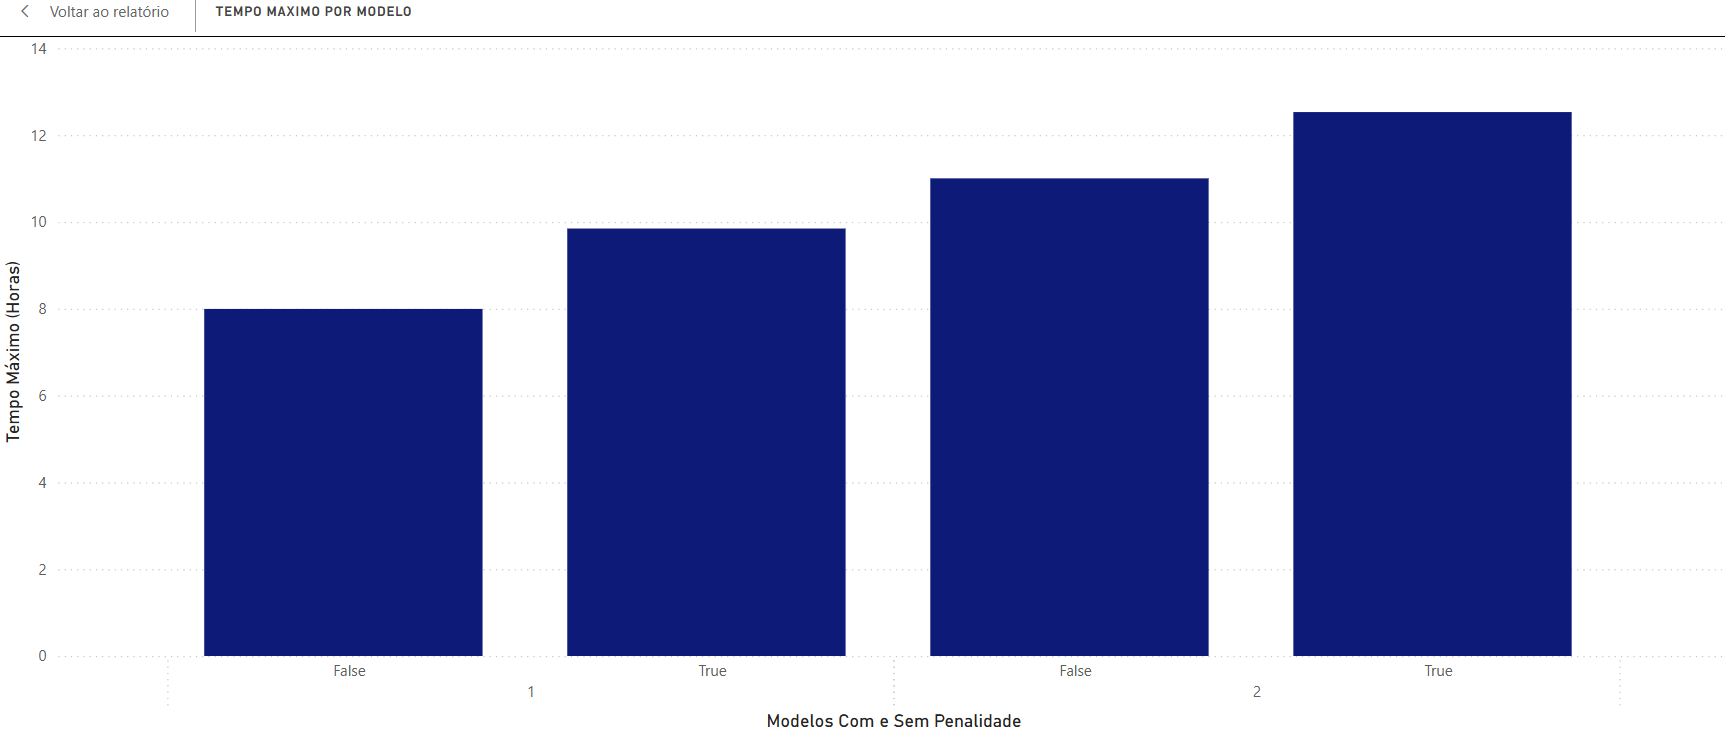 Voltar ao relatório
TEMPO MAXIMO POR MODELO
Tempo Máximo (Horas)
14
12
10
8
6
4
2
0
False True False True
1 2
Modelos Com e Sem Penalidade